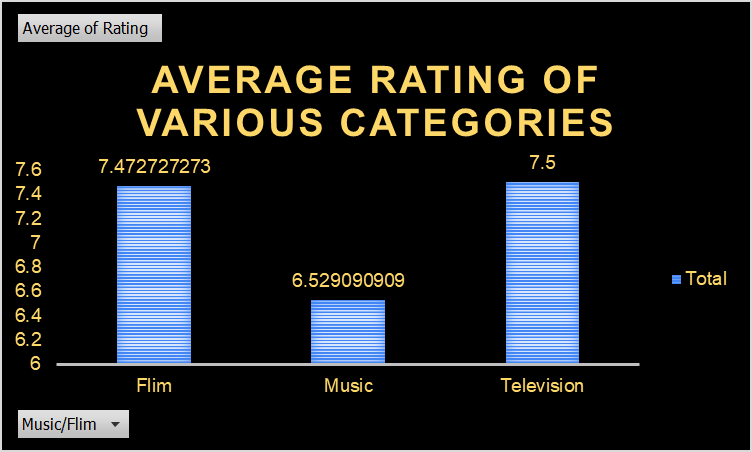 Average of Rating
AVERAGE RATING OF
VARIOUS CATEGORIES
7.6
7.4
7.2
7
6.8
6.6
6.4
6.2
6
7.472727273
6.529090909
7.5
Flim
Music
Television
Total
Music/Flim